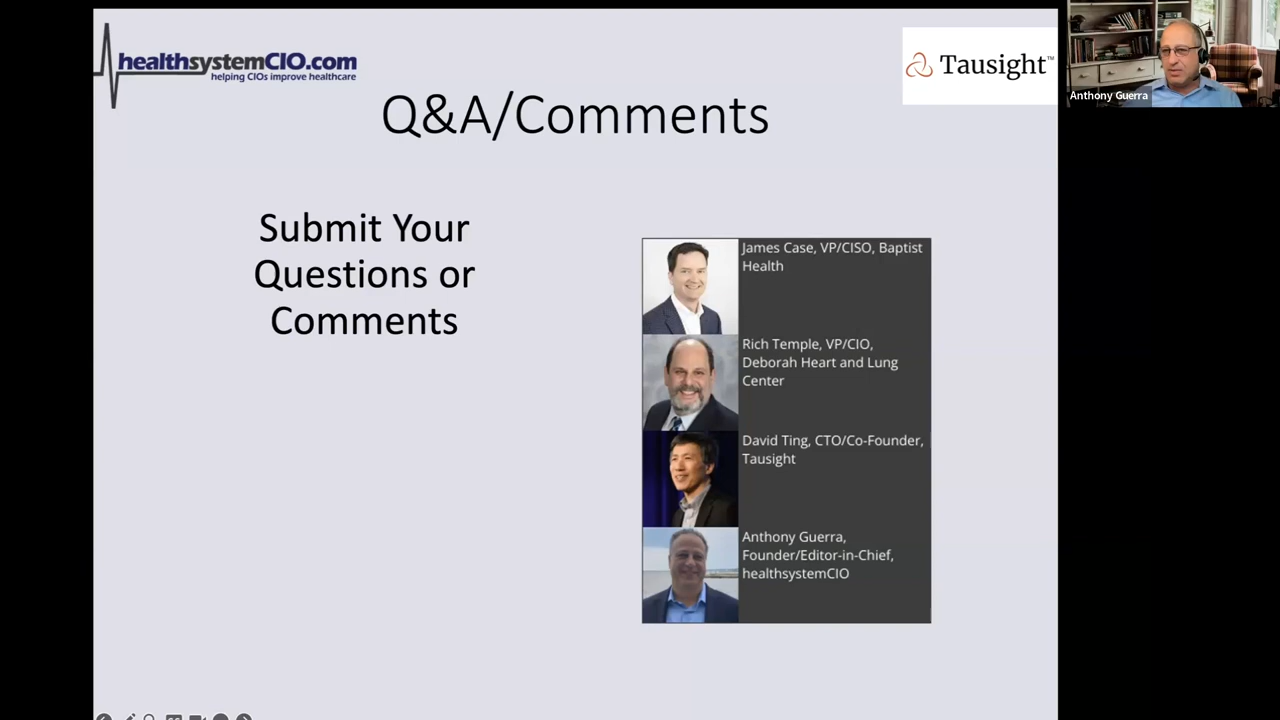 healthsystemCIO.com
helping CIOs improve healthcare
Tausight™
Anthony Guerra
Q&A/Comments
Submit Your
Questions or
Comments
James Case, VP/CISO, Baptist
Health
Rich Temple, VP/CIO,
Deborah Heart and Lung
Center
David Ting, CTO/Co-Founder,
Tausight
Anthony Guerra,
Founder/Editor-in-Chief,
healthsystemCIO